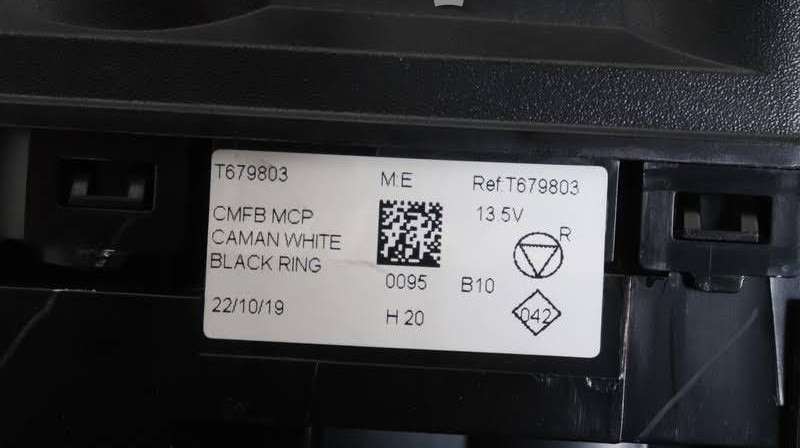 T679803
M:E
Ref:T679803
CMFB MCP
CAMAN WHITE
BLACK RING
13.5V
R
0095
B10
22/10/19
H 20
042